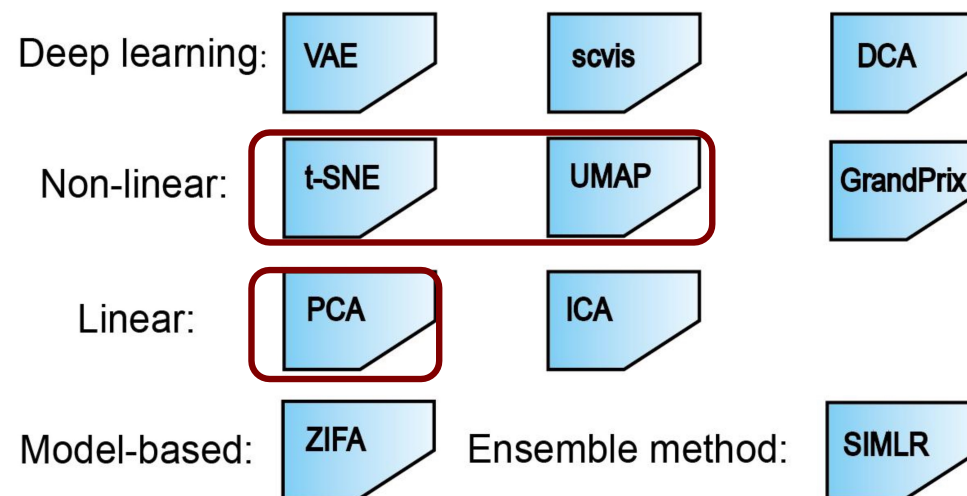 Deep learning: VAE scvis DCA
Non-linear: t-SNE UMAP GrandPrix
Linear: PCA ICA
Model-based: ZIFA Ensemble method: SIMLR